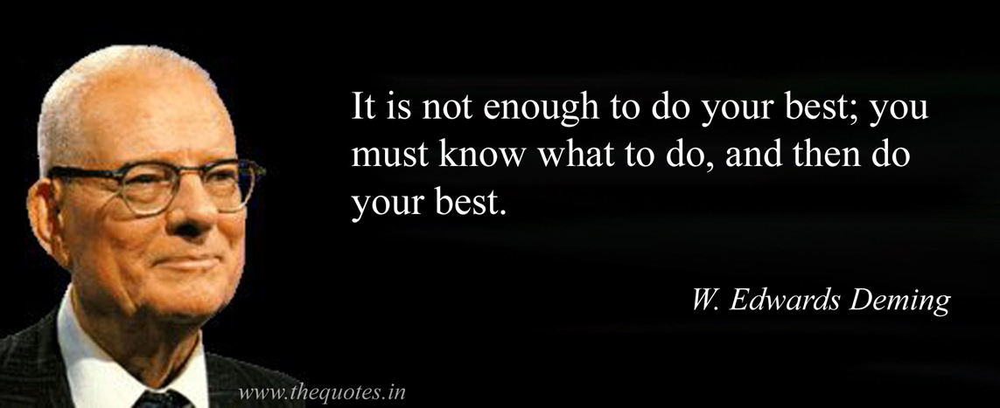 It is not enough to do your best; you
must know what to do, and then do
your best.
W. Edwards Deming
www.thequotes.in